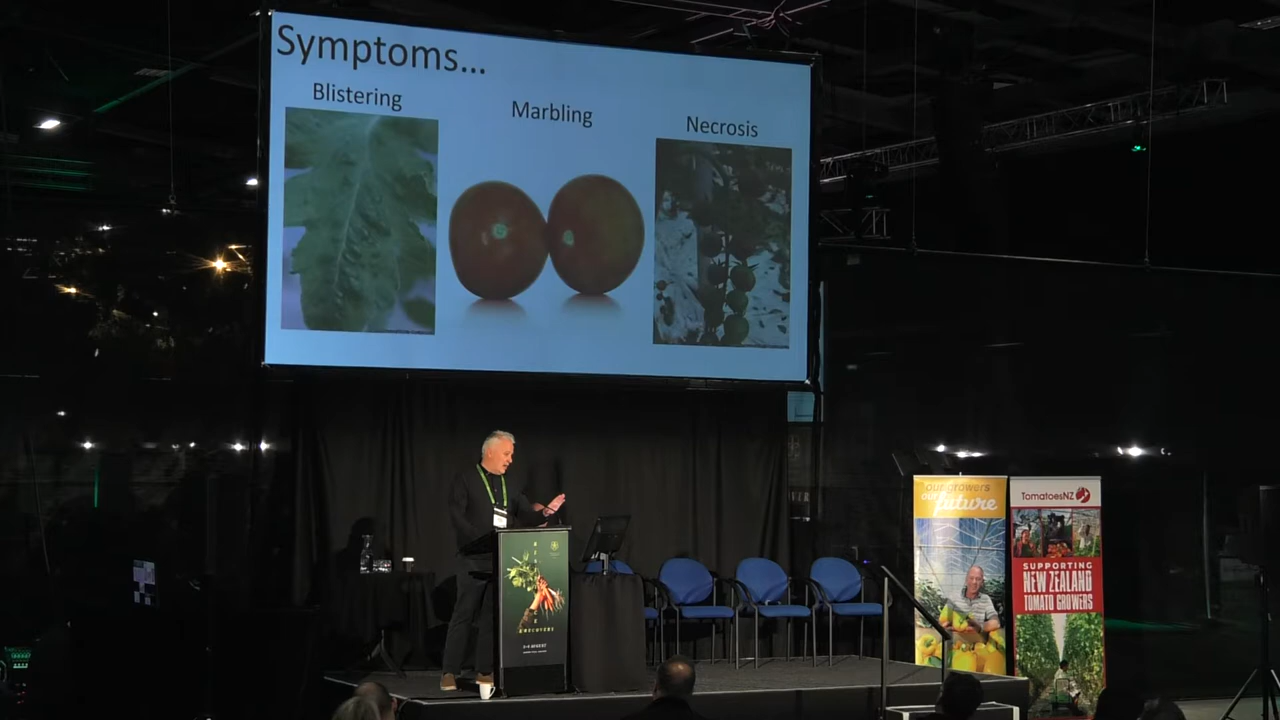 Symptoms...
Blistering
Marbling
Necrosis
our growers
our future
TomatoesNZ
SUPPORTING
NEW ZEALAND
TOMATO GROWERS